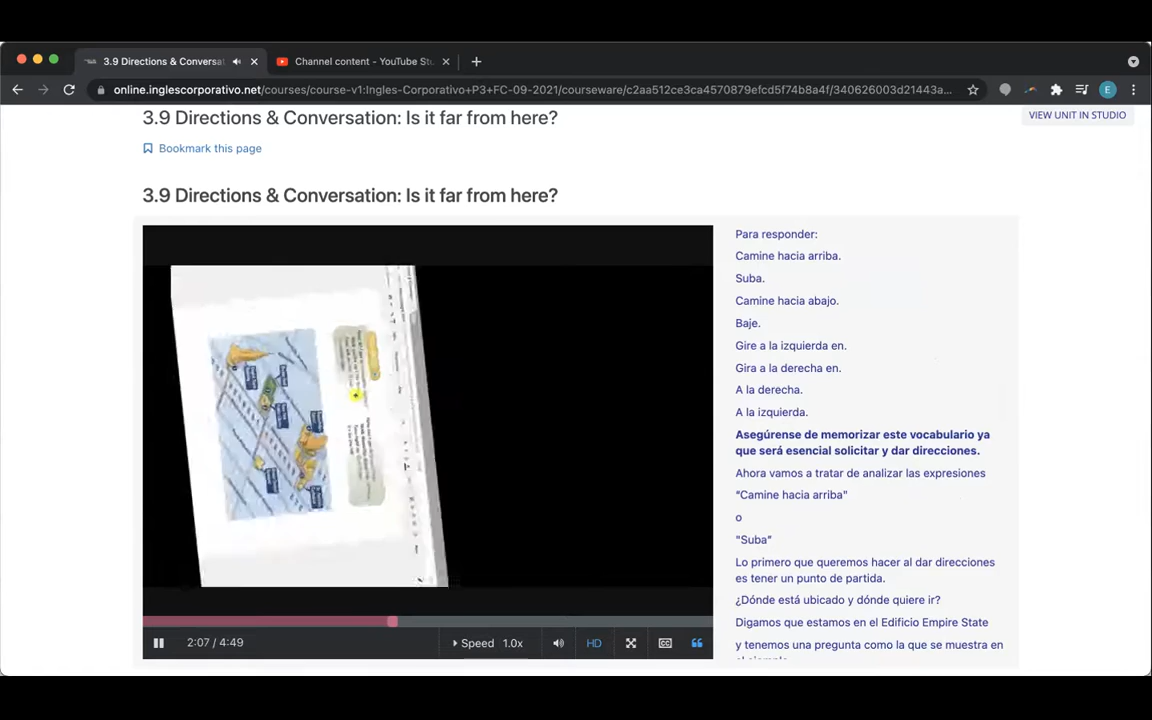 3.9 Directions & Conversat
Channel content - YouTube St
online.inglescorporativo.net/courses/course-v1:Ingles-Corporativo+P3+FC-09-2021/courseware/c2aa512ce3ca4570879efcd5f74b8a4f/340626003d21443a...
E
3.9 Directions & Conversation: Is it far from here?
VIEW UNIT IN STUDIO
Bookmark this page
3.9 Directions & Conversation: Is it far from here?
Para responder:
Camine hacia arriba.
Suba.
Camine hacia abajo.
Baje.
Gire a la izquierda en.
Gira a la derecha en.
A la derecha.
A la izquierda.
Asegúrense de memorizar este vocabulario ya
que será esencial solicitar y dar direcciones.
Ahora vamos a tratar de analizar las expresiones
“Camine hacia arriba"
o
"Suba”
Lo primero que queremos hacer al dar direcciones
es tener un punto de partida.
¿Dónde está ubicado y dónde quiere ir?
Digamos que estamos en el Edificio Empire State
y tenemos una pregunta como la que se muestra en
2:07 / 4:49
Speed 1.0x
HD
CC